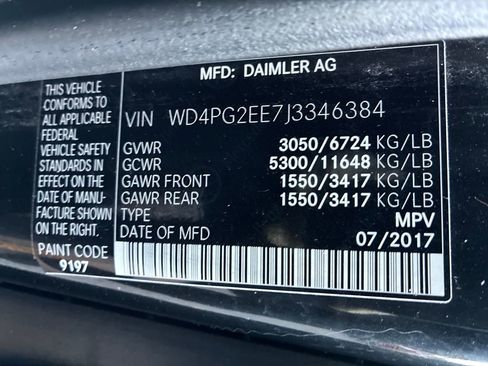 MFD: DAIMLER AG
THIS VEHICLE
CONFORMS TO
ALL APPLICABLE
FEDERAL
VEHICLE SAFETY
STANDARDS IN
EFFECT ON THE
DATE OF MANU-
FACTURE SHOWN
ON THE RIGHT.
PAINT CODE
9197
VIN WD4PG2EE7J3346384
GVWR 3050/6724 KG/LB
GCWR 5300/11648 KG/LB
GAWR FRONT 1550/3417 KG/LB
GAWR REAR 1550/3417 KG/LB
TYPE MPV
DATE OF MFD 07/2017